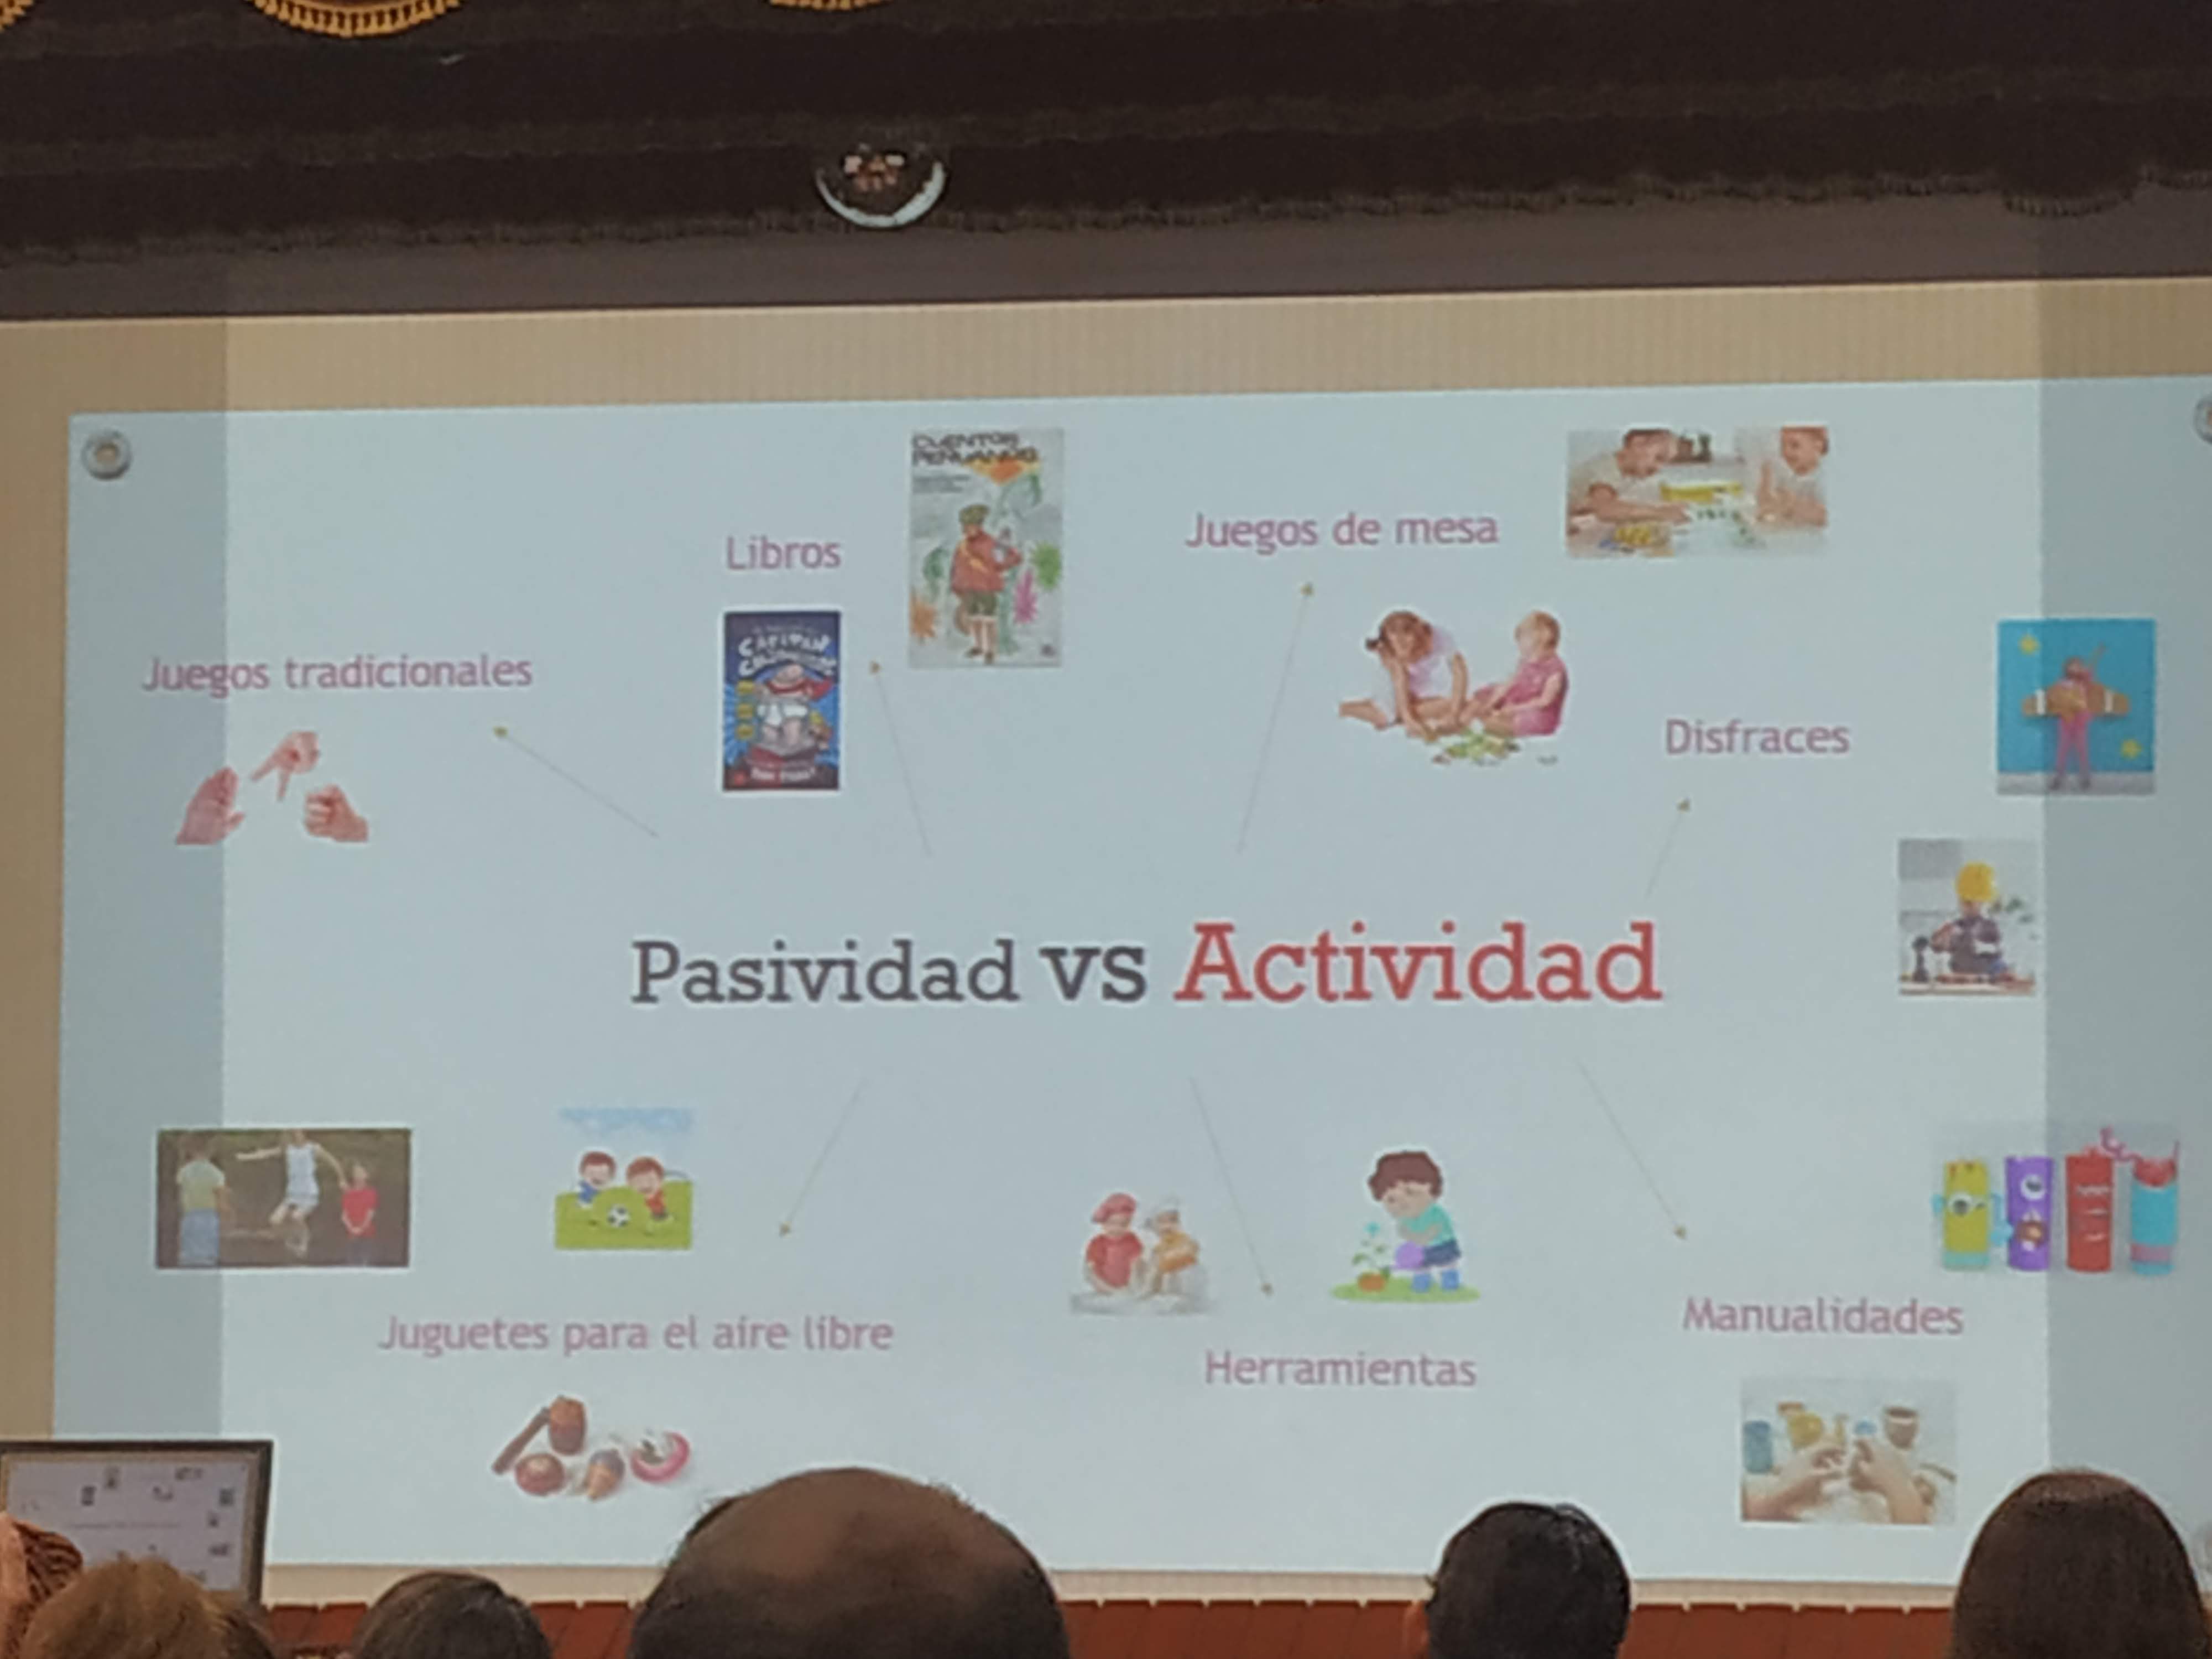 CUENTOS
PERUANOS
Juegos de mesa
Libros
CAPITÁN
Juegos tradicionales
Disfraces
Pasividad vs Actividad
Juguetes para el aire libre
Manualidades
Herramientas